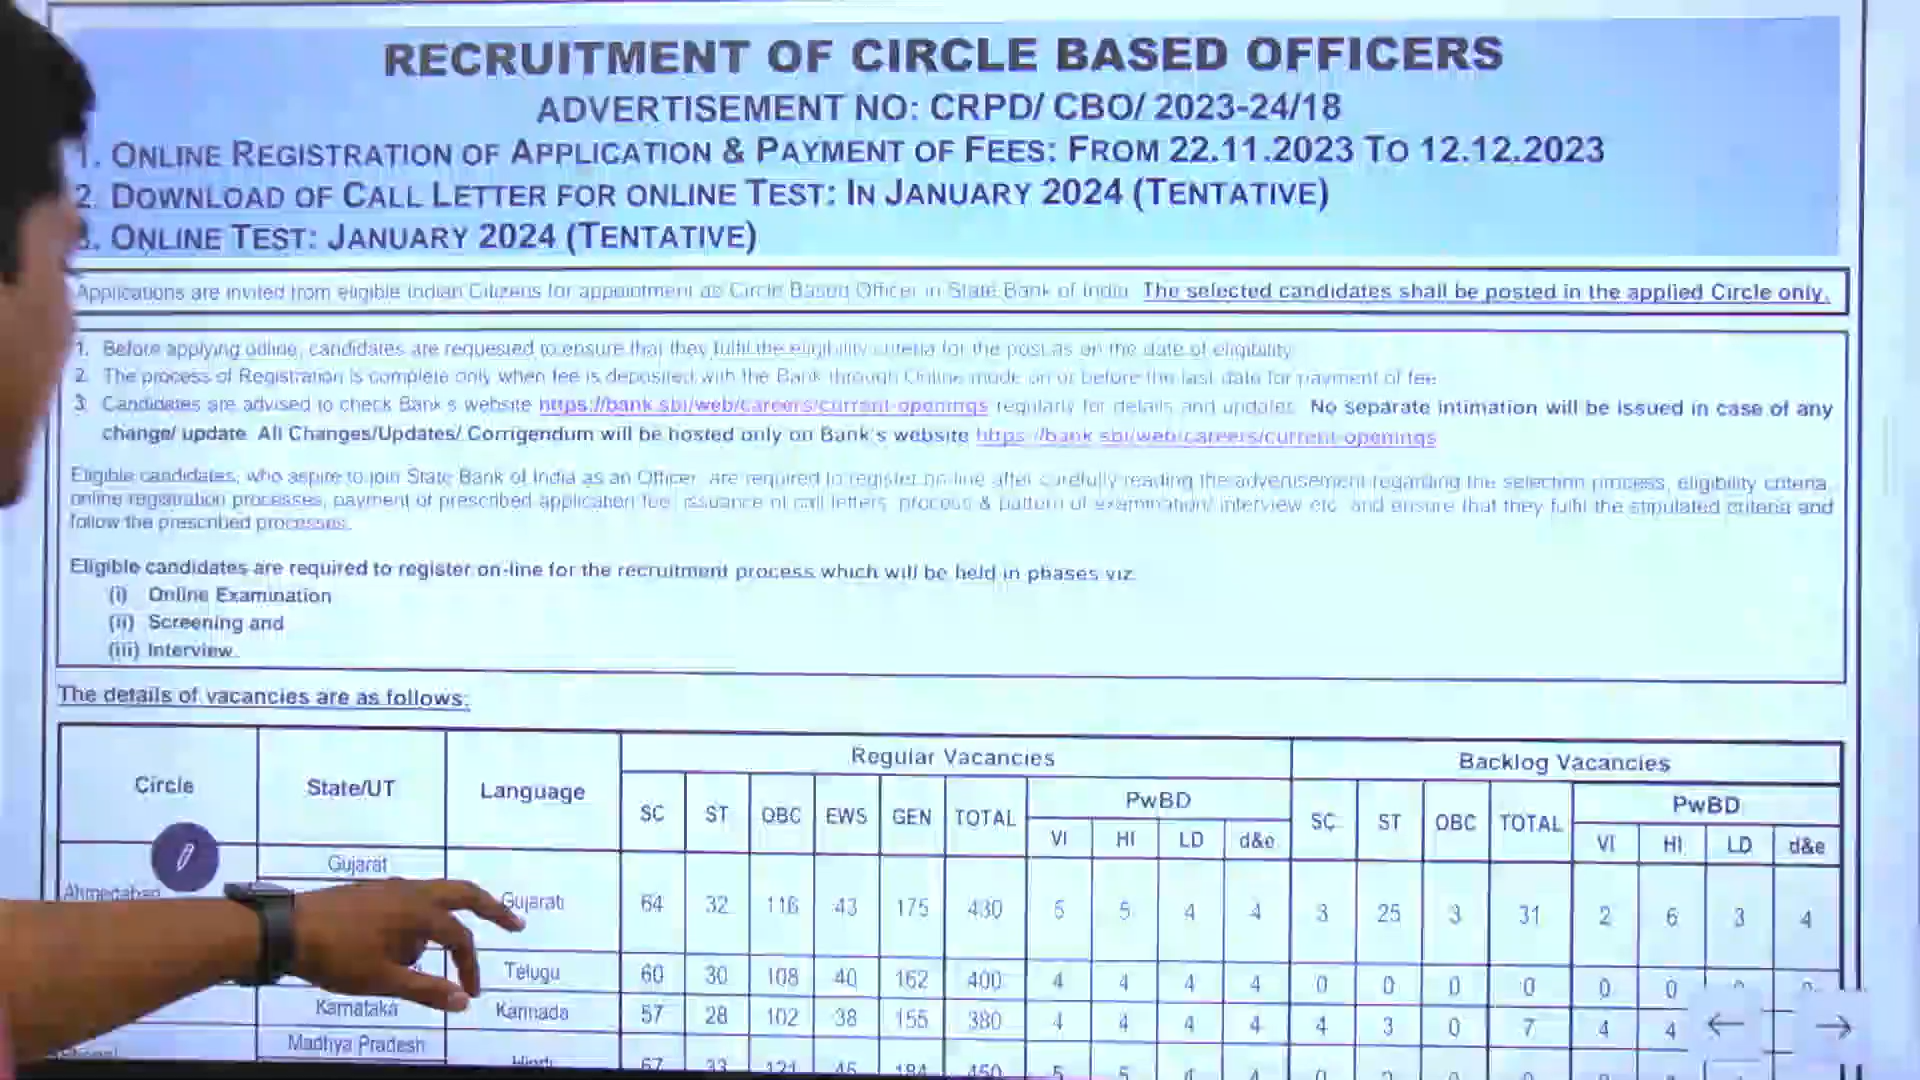 RECRUITMENT OF CIRCLE BASED OFFICERS
ADVERTISEMENT NO: CRPD/ CBO/ 2023-24/18
1. ONLINE REGISTRATION OF APPLICATION & PAYMENT OF FEES: FROM 22.11.2023 TO 12.12.2023
2. DOWNLOAD OF CALL LETTER FOR ONLINE TEST: IN JANUARY 2024 (TENTATIVE)
. ONLINE TEST: JANUARY 2024 (TENTATIVE)
Applications are invited from eligible Indian Citizens for appointment as Circle Based Officer in State Bank of India. The selected candidates shall be posted in the applied Circle only.
1. Before applying online, candidates are requested to ensure that they fulfil the eligibility criteria for the post as on the date of eligibility.
2. The process of Registration is complete only when fee is deposited with the Bank through Online mode on or before the last date for payment of fee.
3. Candidates are advised to check Bank's website https://bank.sbi/web/careers/current-openings regularly for details and updates. No separate intimation will be issued in case of any
change/ update. All Changes/Updates/ Corrigendum will be hosted only on Bank's website https://bank.sbi/web/careers/current-openings
Eligible candidates, who aspire to join State Bank of India as an Officer, are required to register on-line after carefully reading the advertisement regarding the selection process, eligibility criteria,
online registration processes, payment of prescribed application fee, issuance of call letters, process & pattern of examination/ interview etc. and ensure that they fulfil the stipulated criteria and
follow the prescribed processes.
Eligible candidates are required to register on-line for the recruitment process which will be held in phases viz.
(i) Online Examination
(ii) Screening and
(iii) Interview.
The details of vacancies are as follows:
Circle State/UT Language Regular Vacancies Backlog Vacancies
SC ST OBC EWS GEN TOTAL PwBD SC ST OBC TOTAL PwBD
VI HI LD d&e VI HI LD d&e
Gujarat
Ahmedabad Gujarati 64 32 116 43 175 430 5 5 4 4 3 25 3 31 2 6 3 4
Telugu 60 30 108 40 162 400 4 4 4 4 0 0 0 0 0 0
Karnataka Kannada 57 28 102 38 155 380 4 4 4 4 4 3 0 7 4 4
Madhya Pradesh
Hindi 67 33 121 45 184 450 5 5 4 4 0